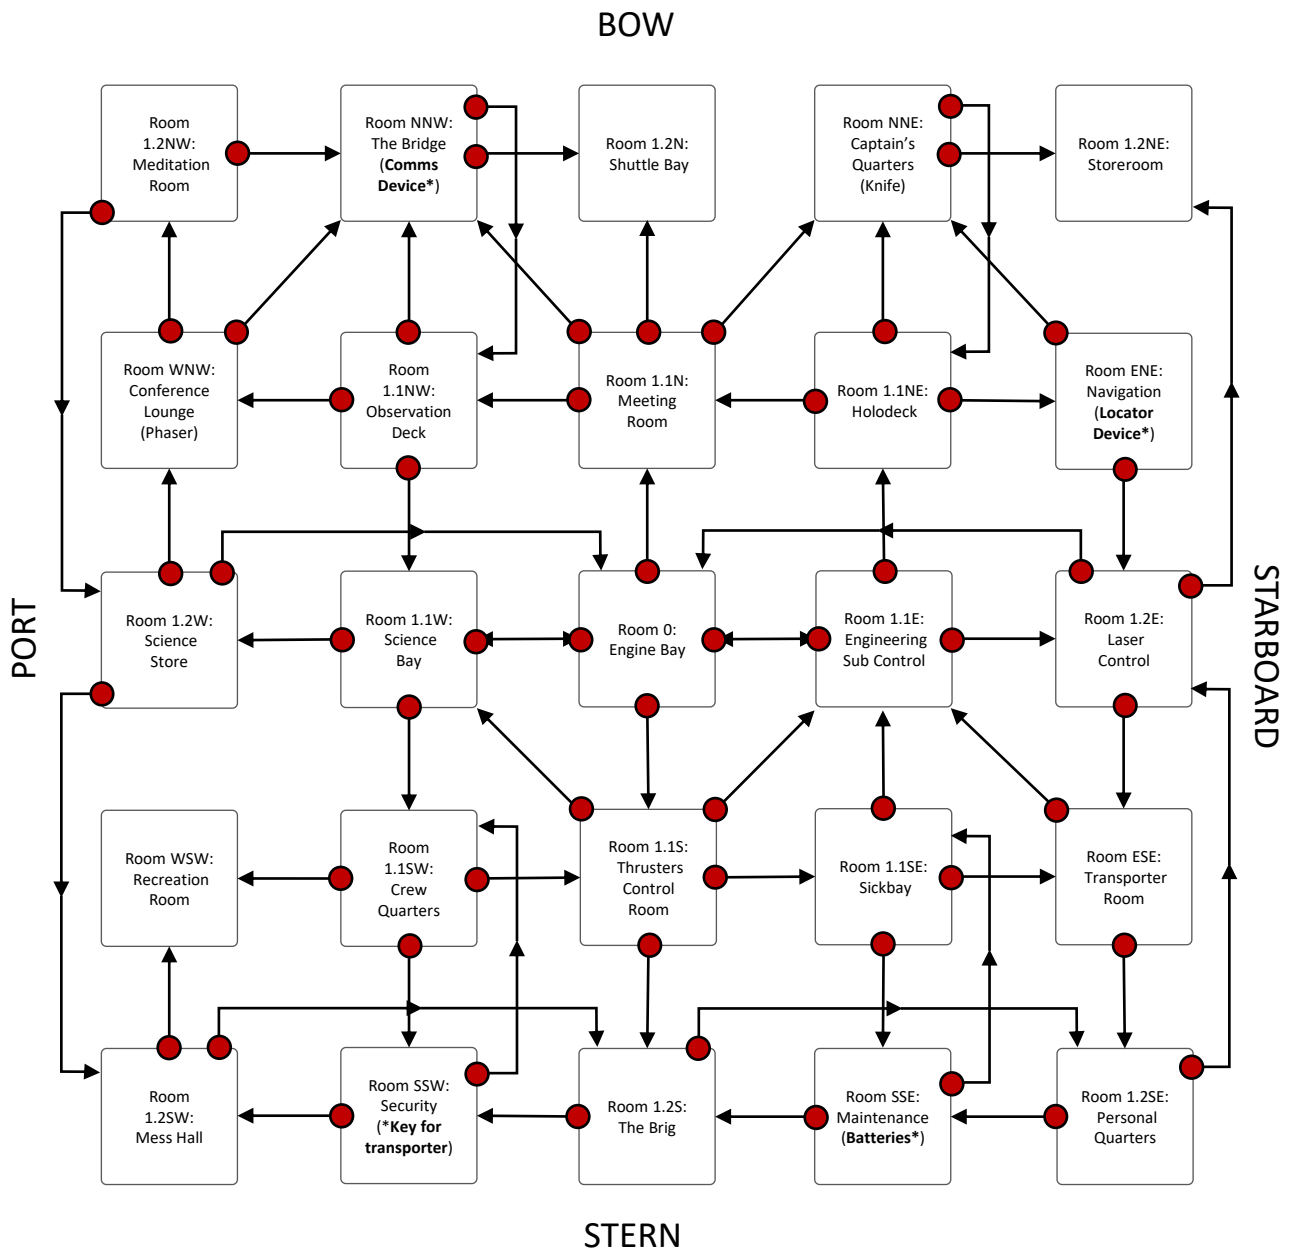 BOW
Room
1.2NW:
Meditation
Room
Room NNW:
The Bridge
(Comms
Device*)
Room 1.2N:
Shuttle Bay
Room NNE:
Captain's
Quarters
(Knife)
Room 1.2NE:
Storeroom
Room WNW:
Conference
Lounge
(Phaser)
Room
1.1NW:
Observation
Deck
Room 1.1N:
Meeting
Room
Room 1.1NE:
Holodeck
Room ENE:
Navigation
(Locator
Device*)
PORT
Room 1.2W:
Science
Store
Room 1.1W:
Science
Bay
Room 0:
Engine Bay
Room 1.1E:
Engineering
Sub Control
Room 1.2E:
Laser
Control
STARBOARD
Room WSW:
Recreation
Room
Room
1.1SW:
Crew
Quarters
Room 1.1S:
Thrusters
Control
Room
Room 1.1SE:
Sickbay
Room ESE:
Transporter
Room
Room
1.2SW:
Mess Hall
Room SSW:
Security
(*Key for
transporter)
Room 1.2S:
The Brig
Room SSE:
Maintenance
(Batteries*)
Room 1.2SE:
Personal
Quarters
STERN